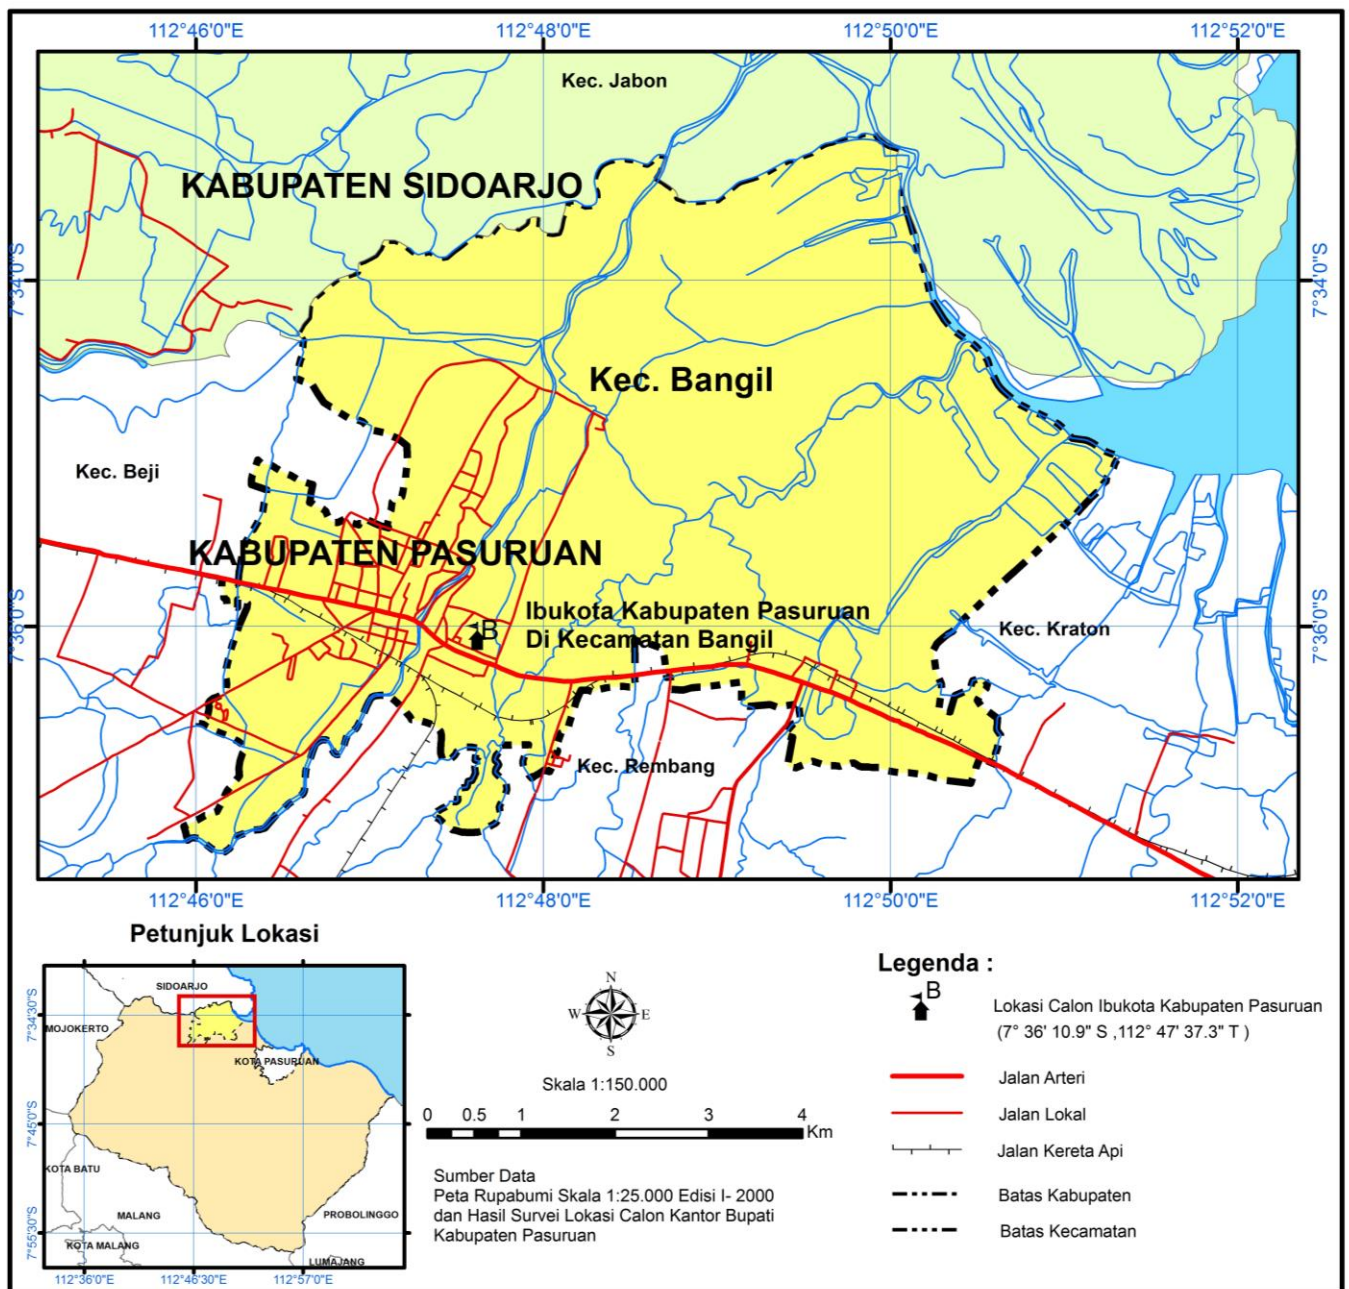 112°46'0"E 112°48'0"E 112°50'0"E 112°52'0"E
Kec. Jabon
KABUPATEN SIDOARJO
7°34'0"S 7°34'0"S
Kec. Bangil
Kec. Beji
KABUPATEN PASURUAN
Ibukota Kabupaten Pasuruan
Di Kecamatan Bangil
B
7°36'0"S 7°36'0"S
Kec. Kraton
Kec. Rembang
112°46'0"E 112°48'0"E 112°50'0"E 112°52'0"E
Petunjuk Lokasi
SIDOARJO
MOJOKERTO
KOTA PASURUAN
KOTA BATU
MALANG
PROBOLINGGO
KOTA MALANG
LUMAJANG
7°34'30"S
7°45'0"S
7°55'30"S
112°36'0"E 112°46'30"E 112°57'0"E
N
W E
S
Skala 1:150.000
0 0.5 1 2 3 4
Km
Sumber Data
Peta Rupabumi Skala 1:25.000 Edisi I- 2000
dan Hasil Survei Lokasi Calon Kantor Bupati
Kabupaten Pasuruan
Legenda :
B
Lokasi Calon Ibukota Kabupaten Pasuruan
(7° 36' 10.9" S ,112° 47' 37.3" T )
Jalan Arteri
Jalan Lokal
Jalan Kereta Api
Batas Kabupaten
Batas Kecamatan